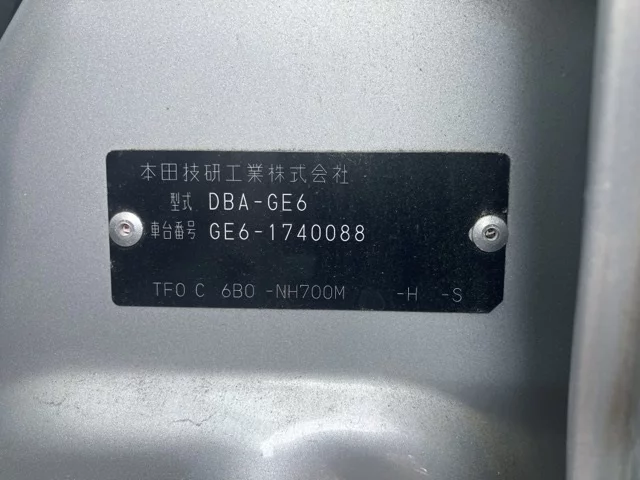 本田技研工業株式会社
型式 DBA-GE6
車台番号 GE6-1740088
TF0 C 6B0 -NH700M -H -S